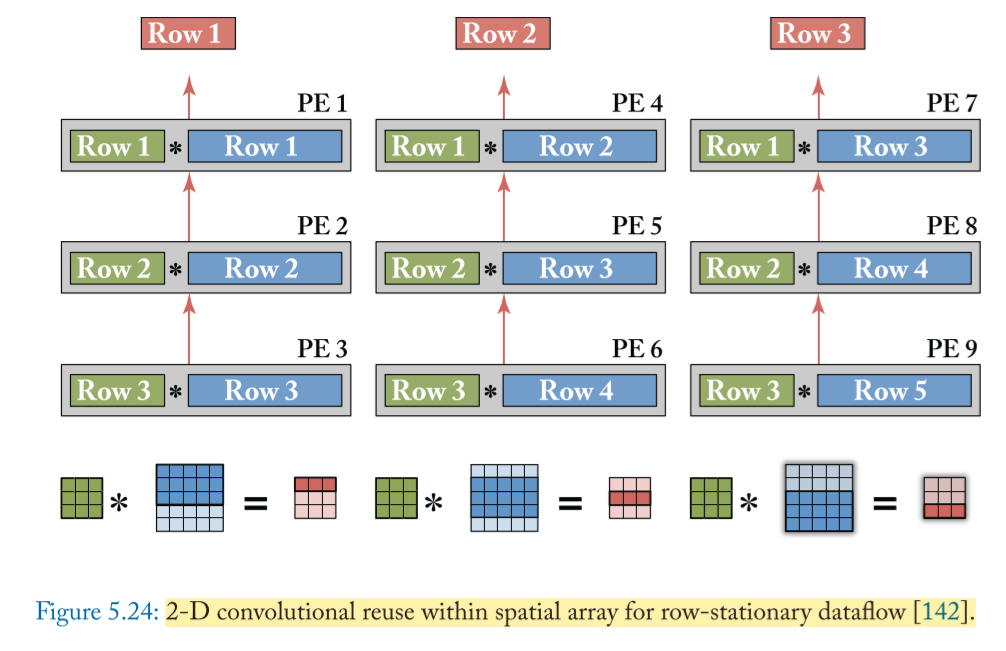 Row 1 Row 2 Row 3
PE 1 PE 4 PE 7
Row 1 * Row 1 Row 1 * Row 2 Row 1 * Row 3
PE 2 PE 5 PE 8
Row 2 * Row 2 Row 2 * Row 3 Row 2 * Row 4
PE 3 PE 6 PE 9
Row 3 * Row 3 Row 3 * Row 4 Row 3 * Row 5
* = * = * =
Figure 5.24: 2-D convolutional reuse within spatial array for row-stationary dataflow [142].